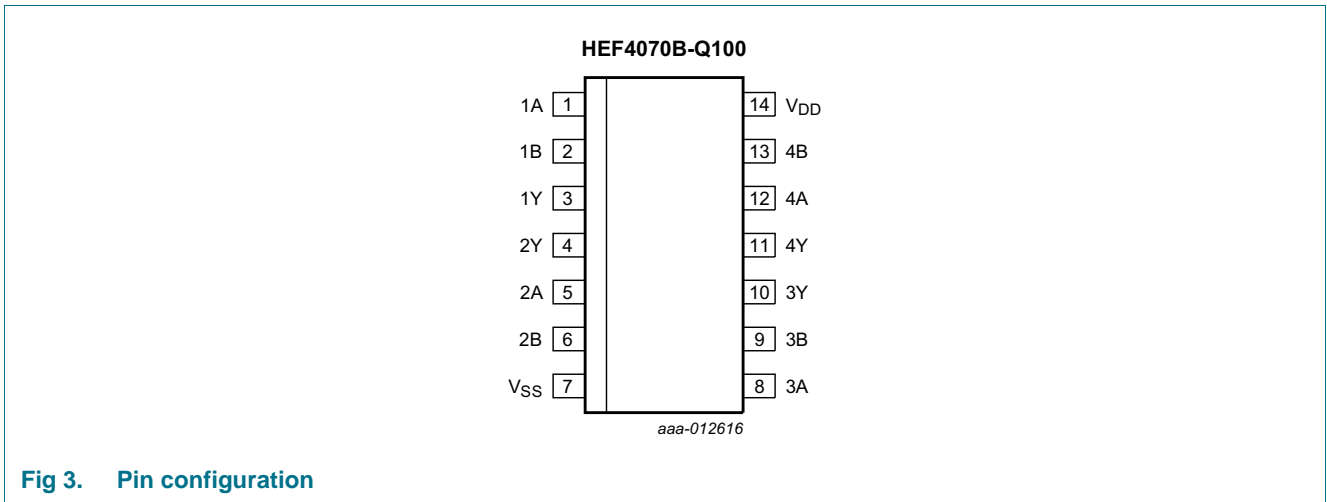 HEF4070B-Q100
1A 1 14 VDD
1B 2 13 4B
1Y 3 12 4A
2Y 4 11 4Y
2A 5 10 3Y
2B 6 9 3B
VSS 7 8 3A
aaa-012616
Fig 3. Pin configuration